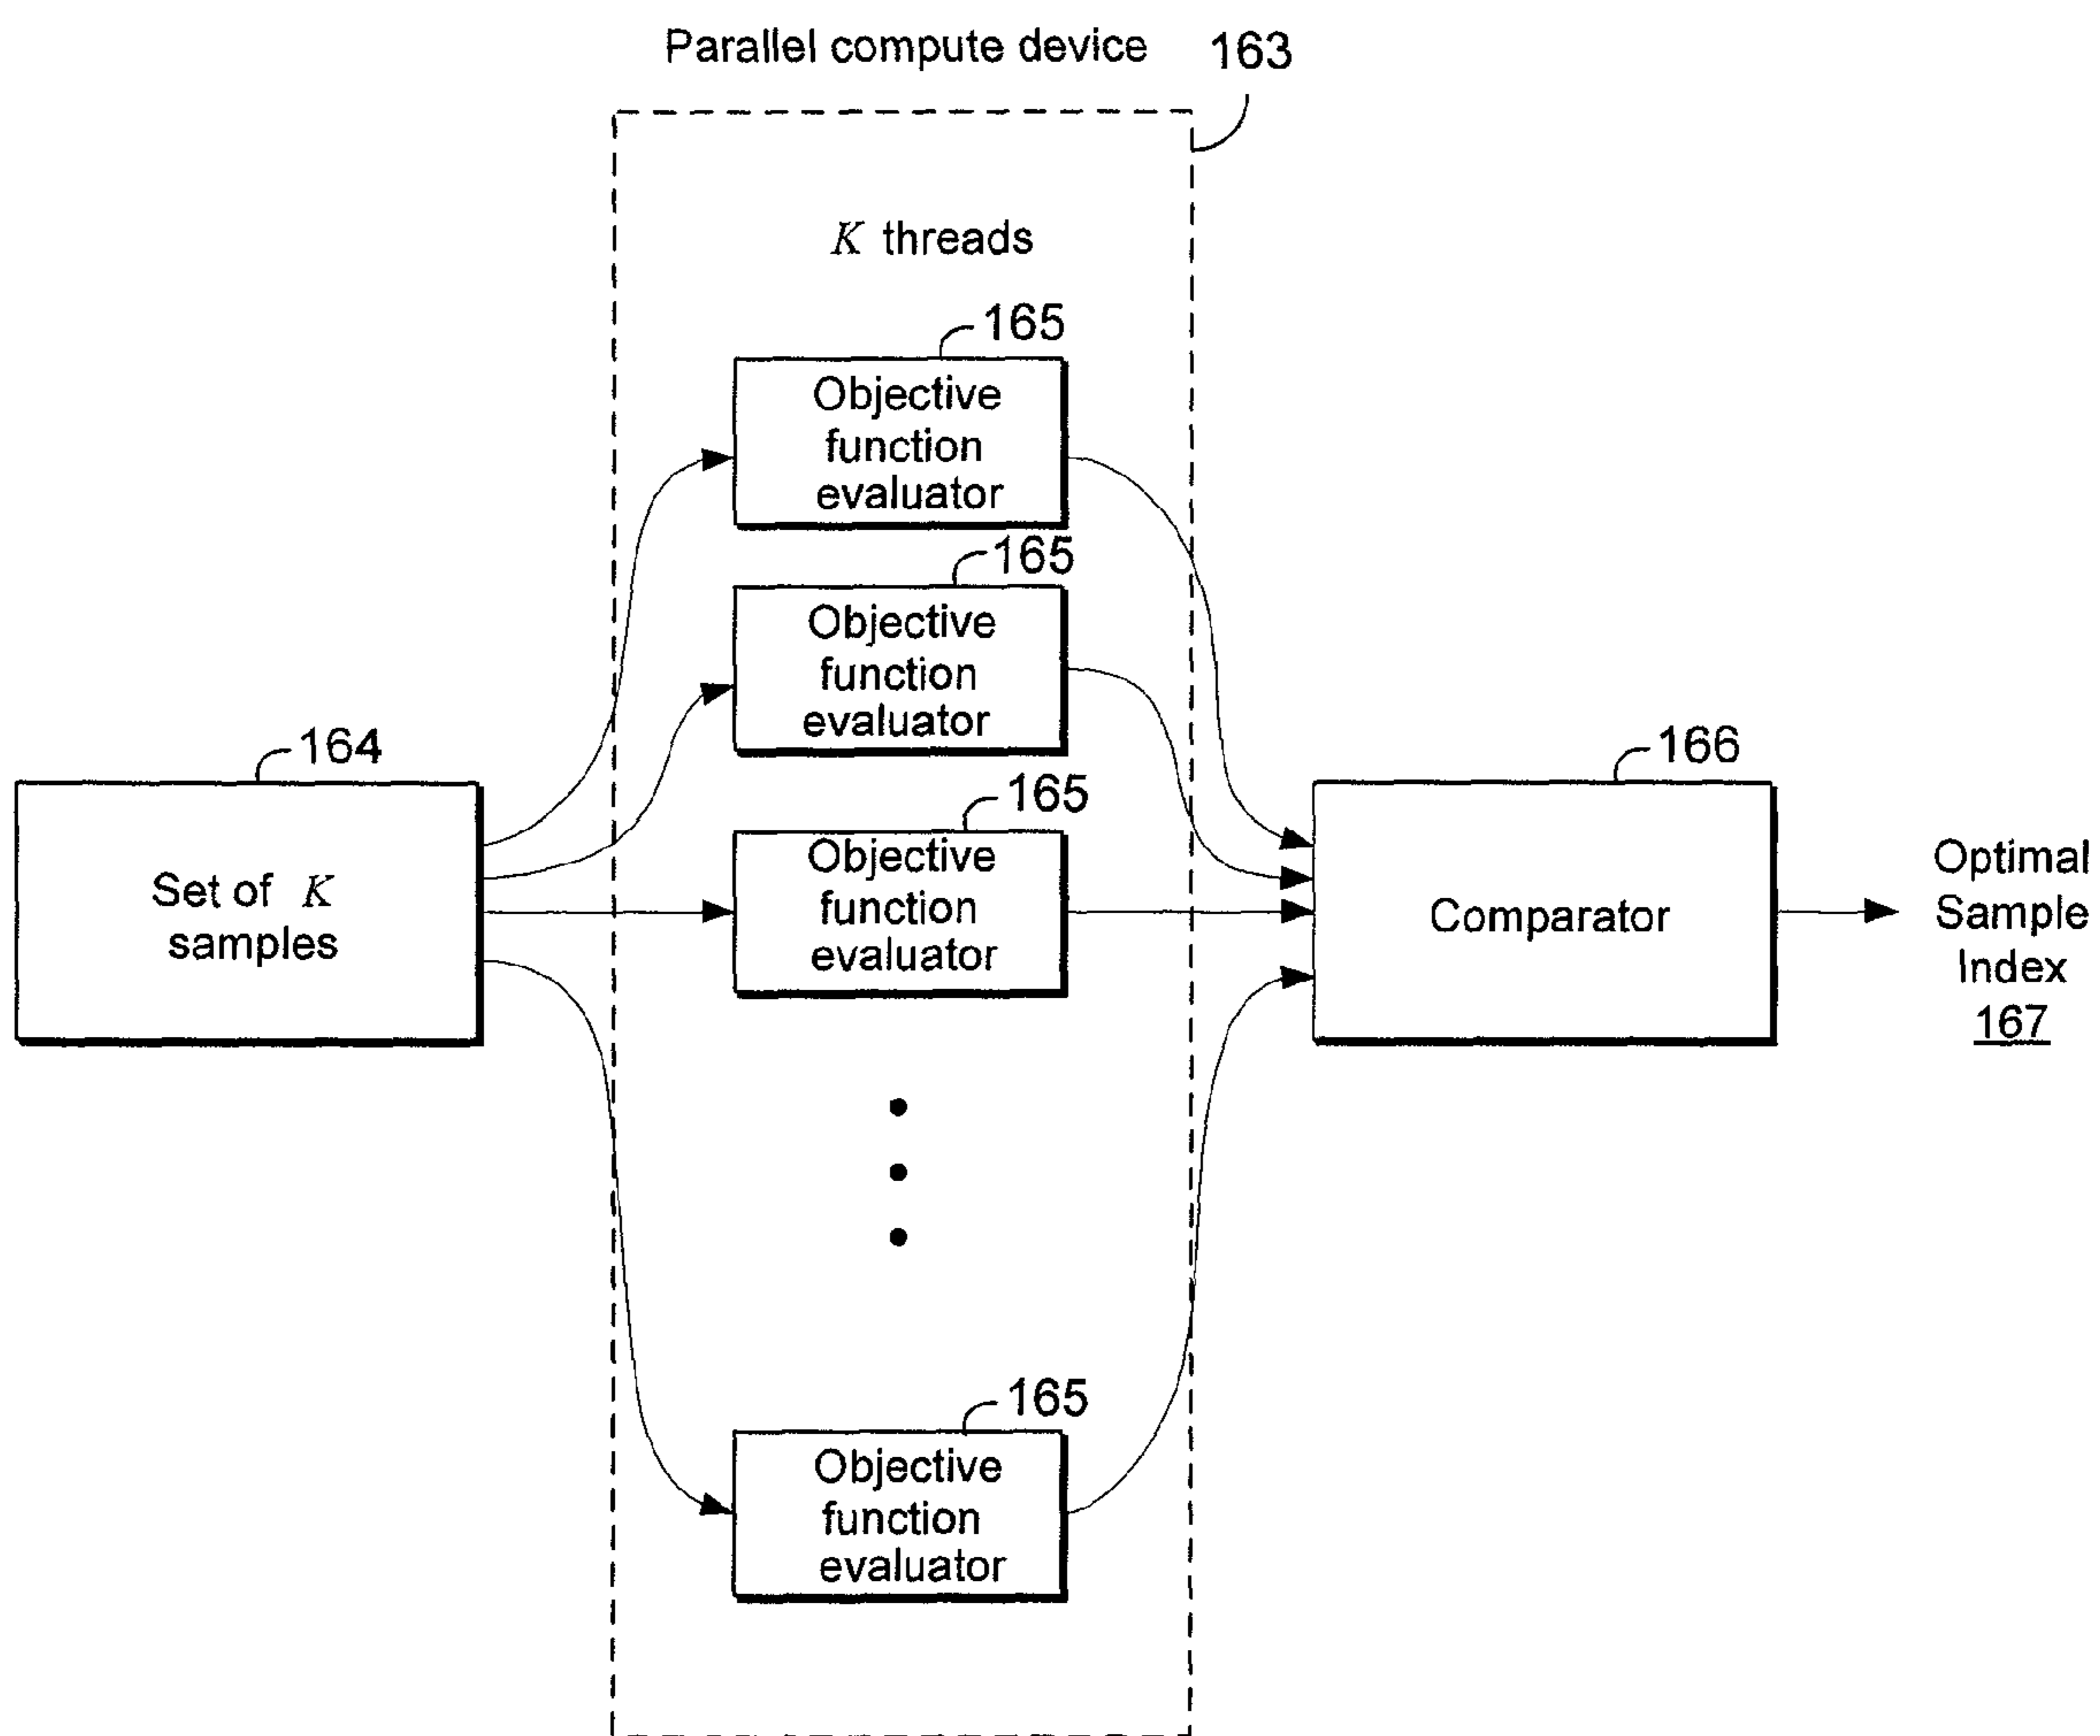 Parallel compute device 163
K threads
165
Objective
function
evaluator
165
Objective
function
evaluator
164
Set of K
samples
165
Objective
function
evaluator
166
Comparator
Optimal
Sample
Index
167
165
Objective
function
evaluator